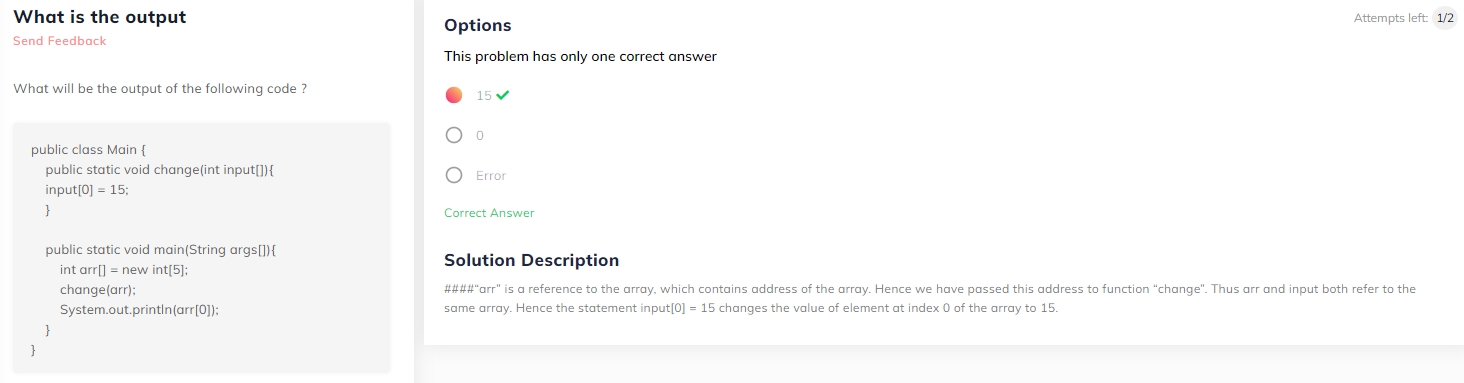 What is the output
Send Feedback
What will be the output of the following code ?
public class Main {
public static void change(int input[]){
input[0] = 15;
}
public static void main(String args[]){
int arr[] = new int[5];
change(arr);
System.out.println(arr[0]);
}
}
Options
Attempts left: 1/2
This problem has only one correct answer
15
0
Error
Correct Answer
Solution Description
####“arr” is a reference to the array, which contains address of the array. Hence we have passed this address to function “change”. Thus arr and input both refer to the
same array. Hence the statement input[0] = 15 changes the value of element at index 0 of the array to 15.